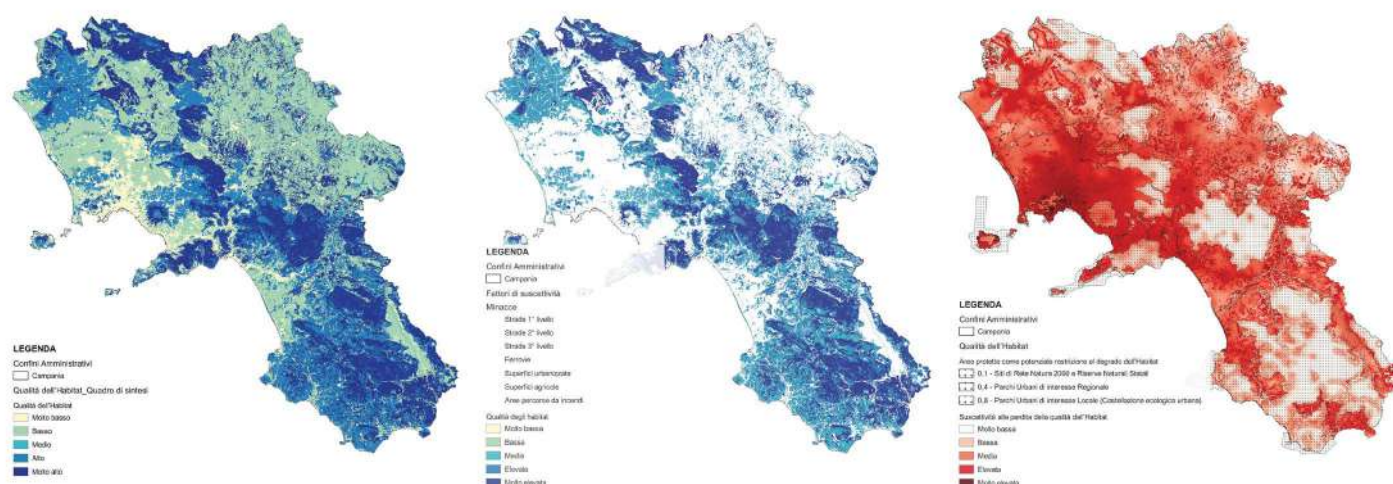 LEGENDA
Confini Amministrativi
Campania
Qualità dell'Habitat_Quadro di sintesi
Qualità dell'Habitat
Molto basso
Basso
Medio
Alto
Molto alto
LEGENDA
Confini Amministrativi
Campania
Fattori di suscettività
Minacce
Strade 1° livello
Strade 2° livello
Strade 3° livello
Ferrovie
Superfici urbanizzate
Superfici agricole
Aree percorse da incendi
Qualità degli habitat
Molto bassa
Bassa
Media
Elevata
Molto elevata
LEGENDA
Confini Amministrativi
Campania
Qualità dell'Habitat
Aree protette come potenziale restrizione al degrado dell'Habitat
0,1 - Siti di Rete Natura 2000 e Riserve Naturali Statali
0,4 - Parchi Urbani di interesse Regionale
0,8 - Parchi Urbani di interesse Locale (Costellazione ecologico urbana)
Suscettività alla perdita della qualità dell'Habitat
Molto bassa
Bassa
Media
Elevata
Molto elevata